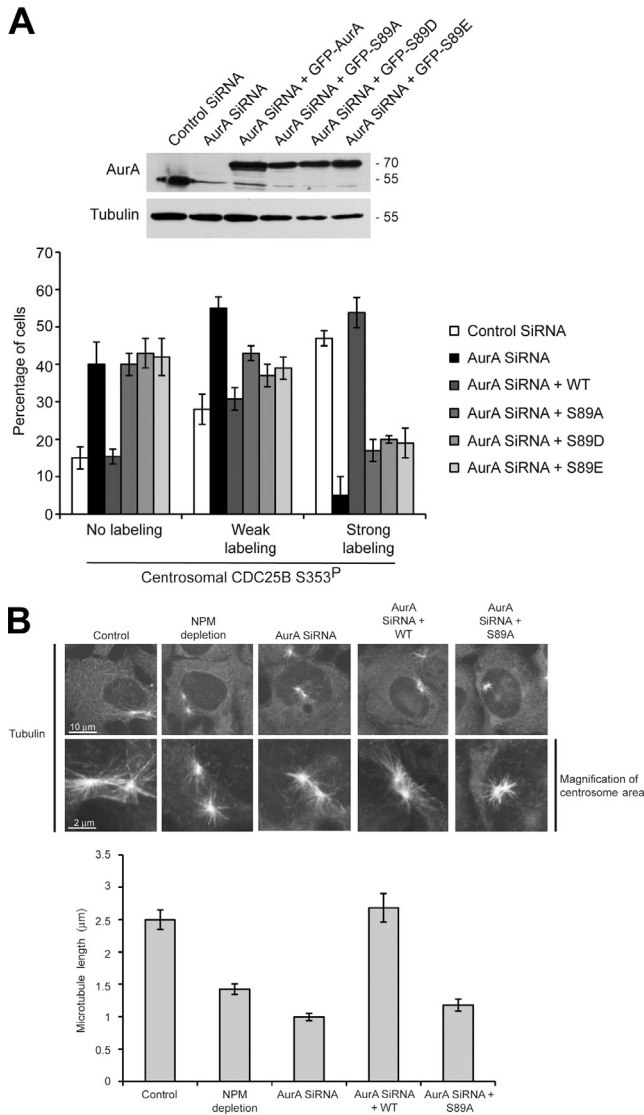 A
Control SiRNA
AurA SiRNA
AurA SiRNA + GFP-AurA
AurA SiRNA + GFP-S89A
AurA SiRNA + GFP-S89D
AurA SiRNA + GFP-S89E
AurA
- 70
- 55
Tubulin
- 55
Percentage of cells
70
60
50
40
30
20
10
0
No labeling
Weak
labeling
Strong
labeling
Centrosomal CDC25B S353P
Control SiRNA
AurA SiRNA
AurA SiRNA + WT
AurA SiRNA + S89A
AurA SiRNA + S89D
AurA SiRNA + S89E
B
Control
NPM
depletion
AurA SiRNA
AurA
SiRNA +
WT
AurA
SiRNA +
S89A
Tubulin
10 µm
2 µm
Magnification of
centrosome area
Microtubule length (µm)
3.5
3
2.5
2
1.5
1
0.5
0
Control
NPM
depletion
AurA SiRNA
AurA SiRNA
+ WT
AurA SiRNA +
S89A